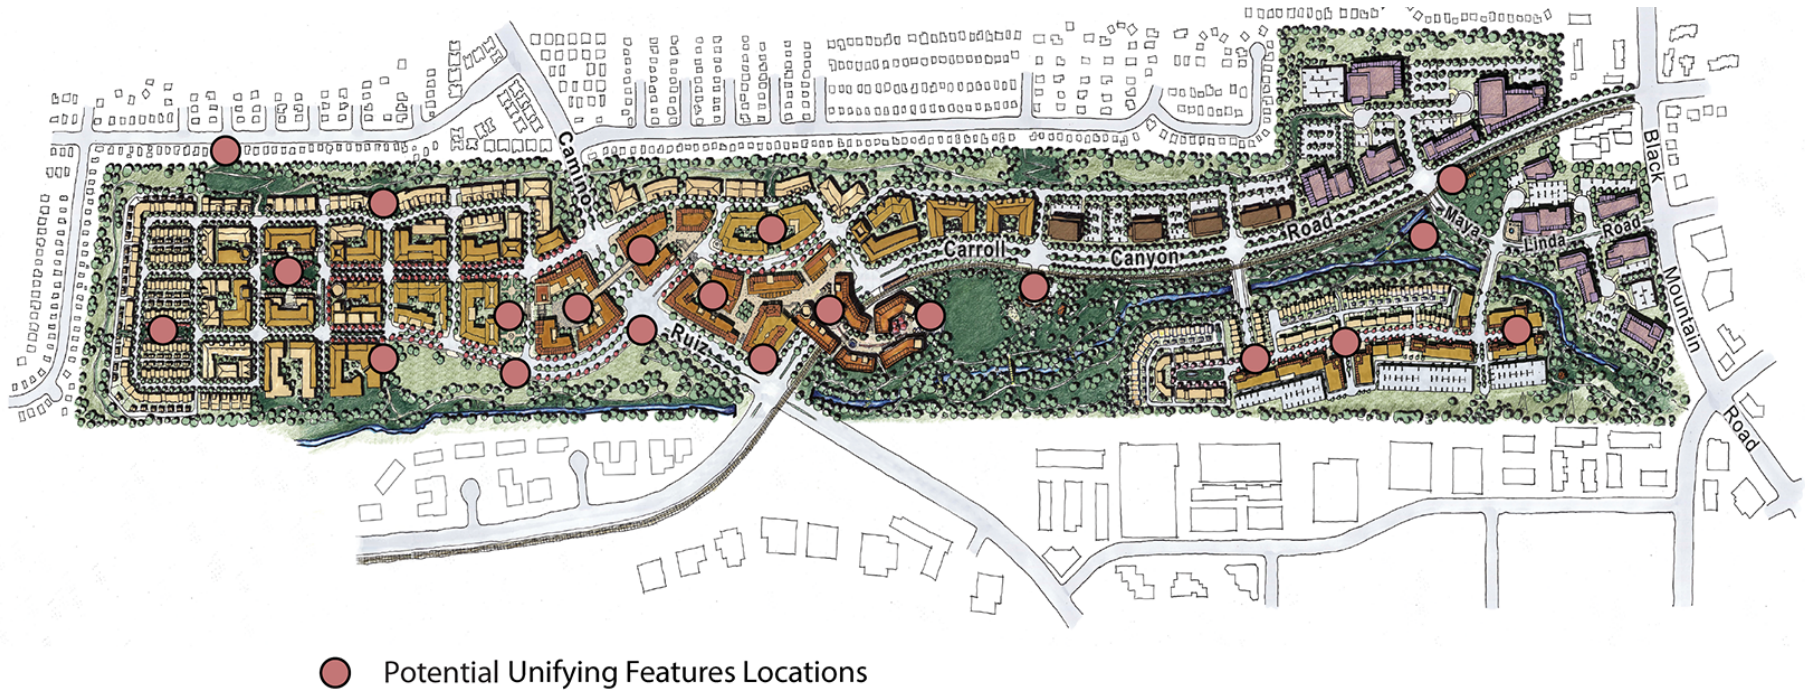 Camino
Ruiz
Carroll
Canyon
Road
Maya
Linda
Road
Black
Mountain
Road
Potential Unifying Features Locations